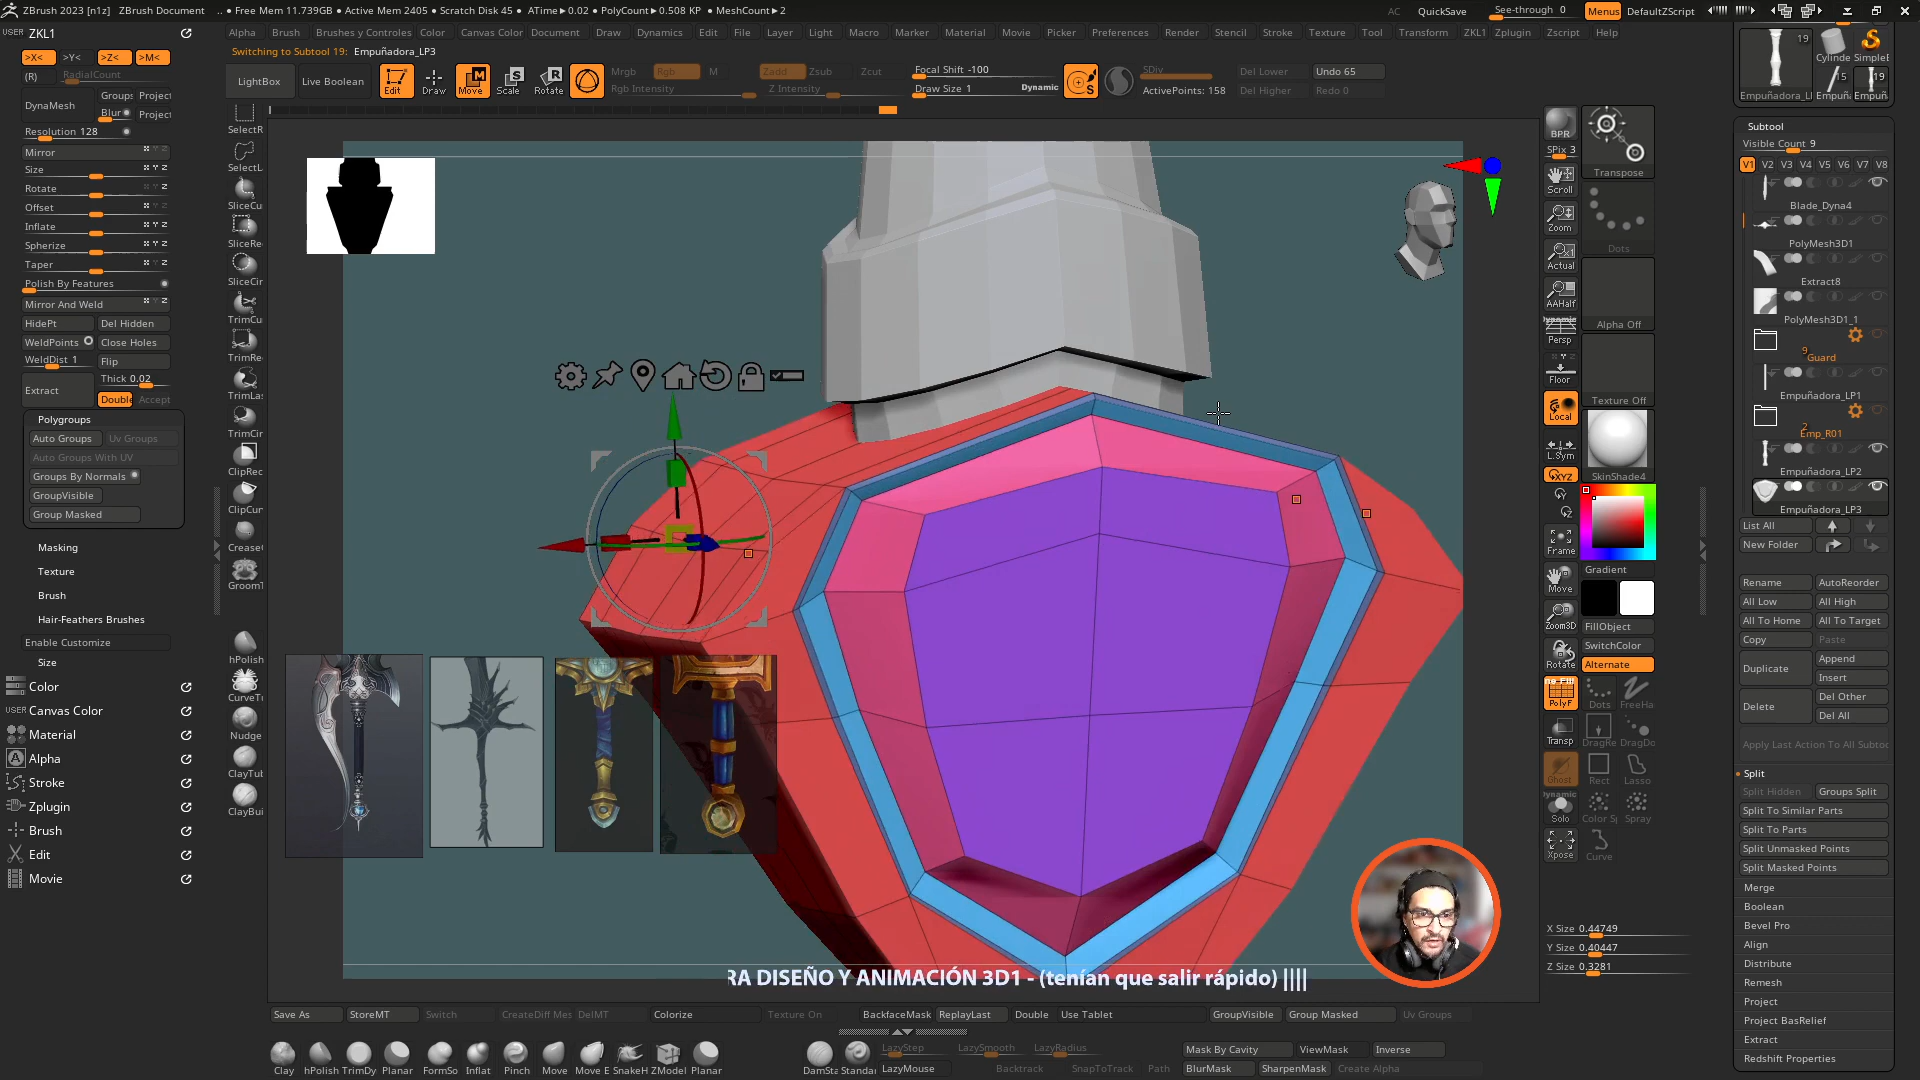 ZBrush 2023 [n1z] ZBrush Document .. • Free Mem 11.739GB • Active Mem 2405 • Scratch Disk 45 • ATime ▸ 0.02 • PolyCount ▸ 0.508 KP • MeshCount ▸ 2 AC QuickSave See-through 0 Menus DefaultZScript
USER ZKL1 Alpha Brush Brushes y Controles Color Canvas Color Document Draw Dynamics Edit File Layer Light Macro Marker Material Movie Picker Preferences Render Stencil Stroke Texture Tool Transform ZKL1 Zplugin Zscript Help
Switching to Subtool 19: Empuñadora_LP3
>X< >Y< >Z< >M<
(R) RadialCount
LightBox Live Boolean Edit Draw Move Scale Rotate
Mrgb Rgb M Zadd Zsub Zcut
Rgb Intensity Z Intensity
Focal Shift -100
Draw Size 1 Dynamic
SDiv
ActivePoints: 158
Del Lower Undo 65
Del Higher Redo 0
DynaMesh Groups Project
Blur Project
Resolution 128
Mirror
Size
Rotate
Offset
Inflate
Spherize
Taper
Polish By Features
Mirror And Weld
HidePt Del Hidden
WeldPoints Close Holes
WeldDist 1 Flip
Extract Thick 0.02
Double Accept
Polygroups
Auto Groups Uv Groups
Auto Groups With UV
Groups By Normals
GroupVisible
Group Masked
Masking
Texture
Brush
Hair-Feathers Brushes
Enable Customize
Size
Color
USER Canvas Color
Material
Alpha
Stroke
Zplugin
Brush
Edit
Movie
SelectR
SelectL
SliceCu
SliceRe
SliceCir
TrimCu
TrimRe
TrimLas
TrimCir
ClipRec
ClipCur
Crease
GroomT
hPolish
CurveTu
Nudge
ClayTub
ClayBui
RA DISEÑO Y ANIMACIÓN 3D1 - (tenían que salir rápido) ||||
BPR
SPix 3
Scroll
Zoom
Actual
AAHalf
Dynamic
Persp
Floor
Local
L.Sym
XYZ
Frame
Move
Zoom3D
Rotate
PolyF
Transp
Ghost
Dynamic
Solo
Xpose
Transpose
Dots
Alpha Off
Texture Off
SkinShade4
Gradient
FillObject
SwitchColor
Alternate
Dots FreeHa
DragRe DragDo
Rect Lasso
Color Sp Spray
Curve
X Size 0.44749
Y Size 0.40447
Z Size 0.3281
19 Cylinde SimpleB
15 19
Empuñadora_LI Empuña Empuñ
Subtool
Visible Count 9
V1 V2 V3 V4 V5 V6 V7 V8
Blade_Dyna4
PolyMesh3D1
Extract8
PolyMesh3D1_1
9
Guard
Empuñadora_LP1
2
Emp_R01
Empuñadora_LP2
Empuñadora_LP3
List All
New Folder
Rename AutoReorder
All Low All High
All To Home All To Target
Copy Paste
Duplicate Append
Insert
Delete Del Other
Del All
Apply Last Action To All Subtoo
Split
Split Hidden Groups Split
Split To Similar Parts
Split To Parts
Split Unmasked Points
Split Masked Points
Merge
Boolean
Bevel Pro
Align
Distribute
Remesh
Project
Project BasRelief
Extract
Redshift Properties
Save As StoreMT Switch CreateDiff Mes DelMT Colorize Texture On BackfaceMask ReplayLast Double Use Tablet GroupVisible Group Masked Uv Groups
Clay hPolish TrimDy Planar FormSo Inflat Pinch Move Move E SnakeH ZModel Planar DamSta Standar
LazyStep LazySmooth LazyRadius
LazyMouse Backtrack SnapToTrack Path
Mask By Cavity ViewMask Inverse
BlurMask SharpenMask Create Alpha